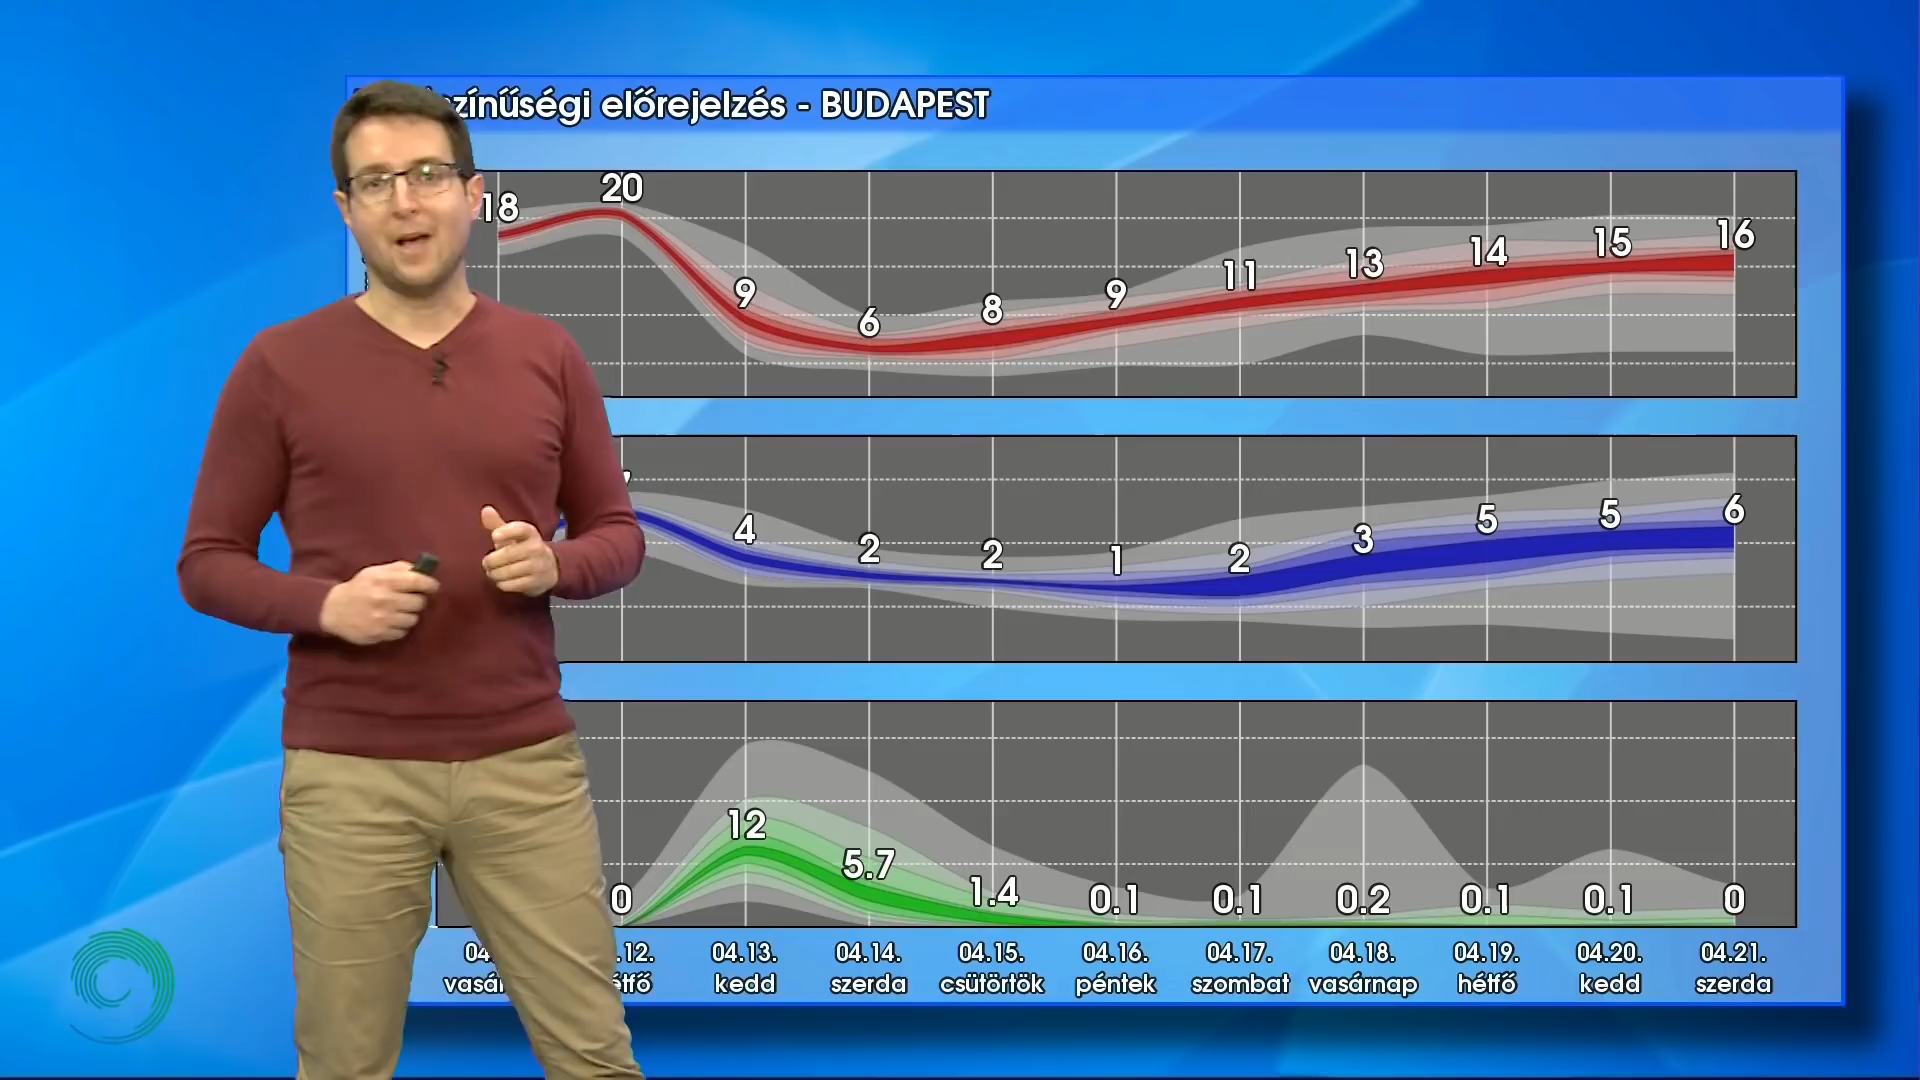 színűségi előrejelzés - BUDAPEST
18 20 9 6 8 9 11 13 14 15 16
4 2 2 1 2 3 5 5 6
0 12 5.7 1.4 0.1 0.1 0.2 0.1 0.1 0
04. 12. 04.13. 04.14. 04.15. 04.16. 04.17. 04.18. 04.19. 04.20. 04.21.
kedd szerda csütörtök péntek szombat vasárnap hétfő kedd szerda